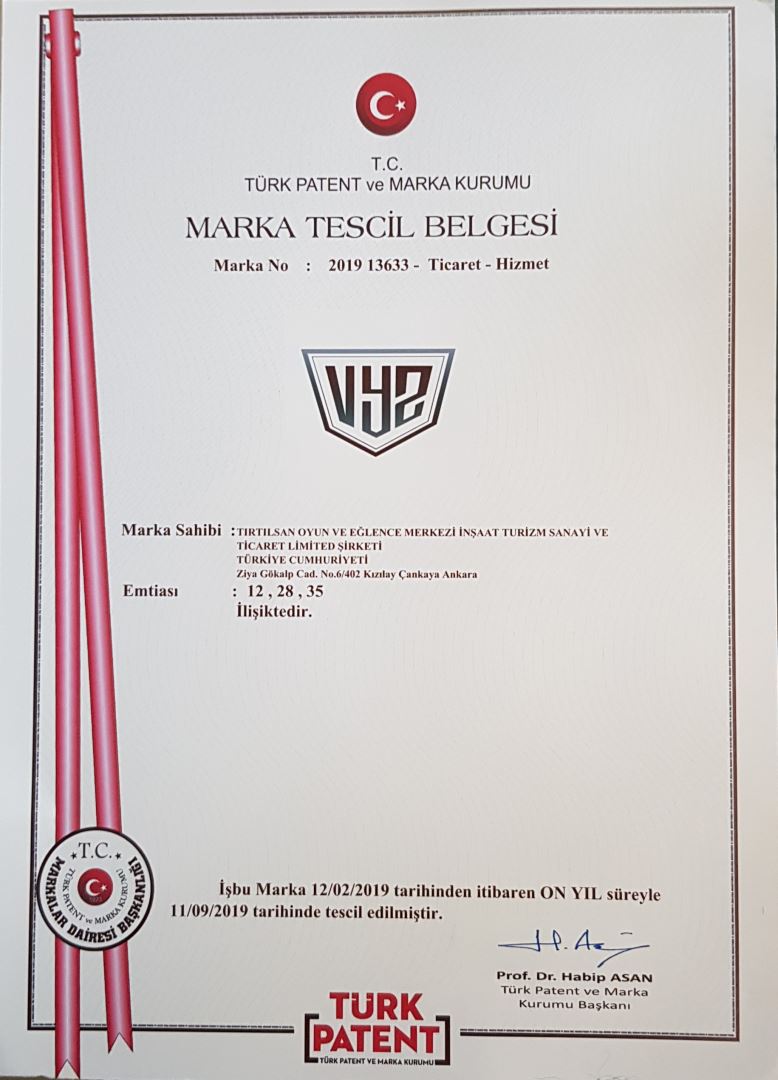 T.C.
TÜRK PATENT ve MARKA KURUMU
MARKA TESCİL BELGESİ
Marka No : 2019 13633 - Ticaret - Hizmet
VYZ
Marka Sahibi : TIRTILSAN OYUN VE EĞLENCE MERKEZİ İNŞAAT TURİZM SANAYİ VE
TİCARET LİMİTED ŞİRKETİ
TÜRKİYE CUMHURİYETİ
Ziya Gökalp Cad. No.6/402 Kızılay Çankaya Ankara
Emtiası : 12 , 28 , 35
İlişiktedir.
T.C.
TÜRK PATENT ve MARKA KURUMU
MARKALAR DAİRESİ BAŞKANLIĞI
İşbu Marka 12/02/2019 tarihinden itibaren ON YIL süreyle
11/09/2019 tarihinde tescil edilmiştir.
Prof. Dr. Habip ASAN
Türk Patent ve Marka
Kurumu Başkanı
TÜRK
PATENT
TÜRK PATENT VE MARKA KURUMU